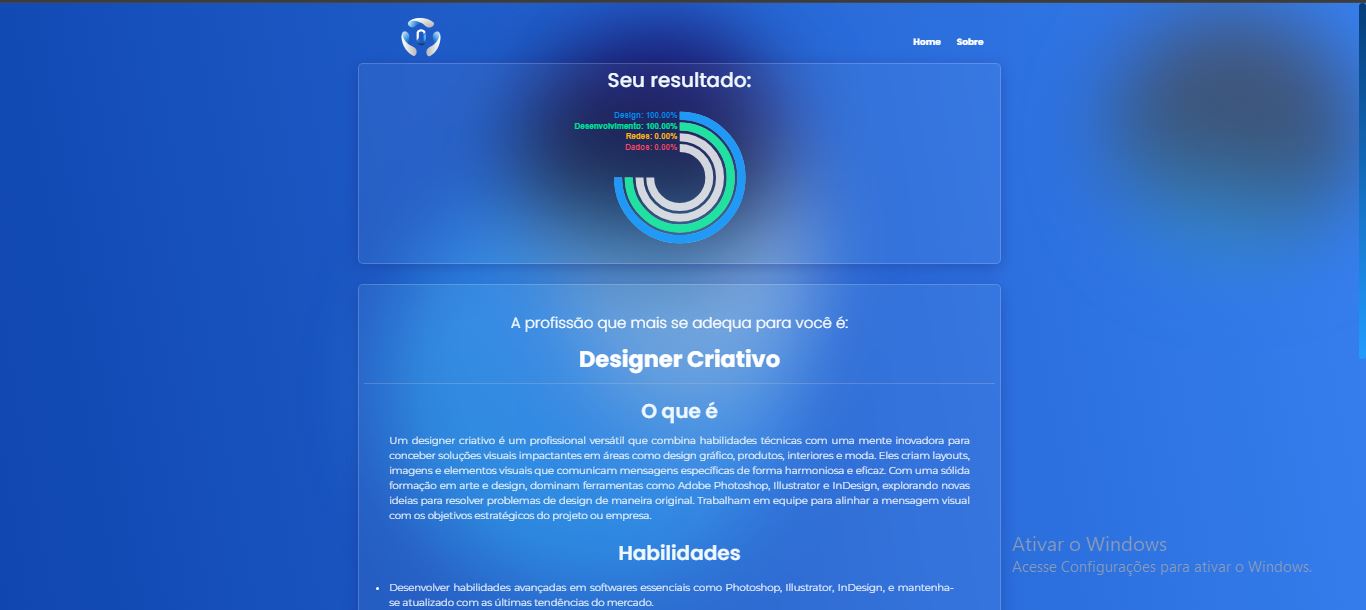 Home Sobre
Seu resultado:
Design: 100.00%
Desenvolvimento: 100.00%
Redes: 0.00%
Dados: 0.00%
A profissão que mais se adequa para você é:
Designer Criativo
O que é
Um designer criativo é um profissional versátil que combina habilidades técnicas com uma mente inovadora para
conceber soluções visuais impactantes em áreas como design gráfico, produtos, interiores e moda. Eles criam layouts,
imagens e elementos visuais que comunicam mensagens específicas de forma harmoniosa e eficaz. Com uma sólida
formação em arte e design, dominam ferramentas como Adobe Photoshop, Illustrator e InDesign, explorando novas
ideias para resolver problemas de design de maneira original. Trabalham em equipe para alinhar a mensagem visual
com os objetivos estratégicos do projeto ou empresa.
Habilidades
• Desenvolver habilidades avançadas em softwares essenciais como Photoshop, Illustrator, InDesign, e mantenha-
se atualizado com as últimas tendências do mercado.
Ativar o Windows
Acesse Configurações para ativar o Windows.